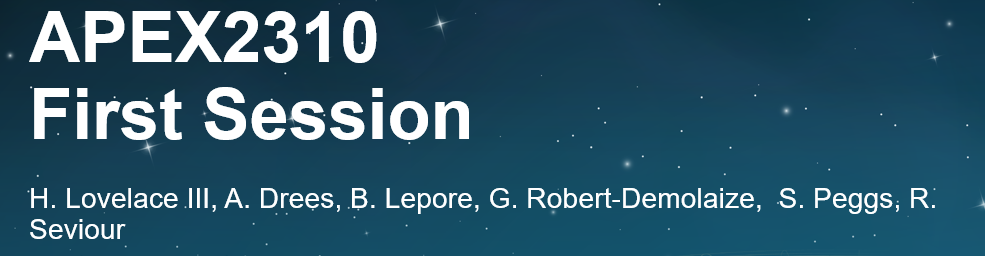 APEX2310
First Session
H. Lovelace III, A. Drees, B. Lepore, G. Robert-Demolaize,  S. Peggs, R.
Seviour